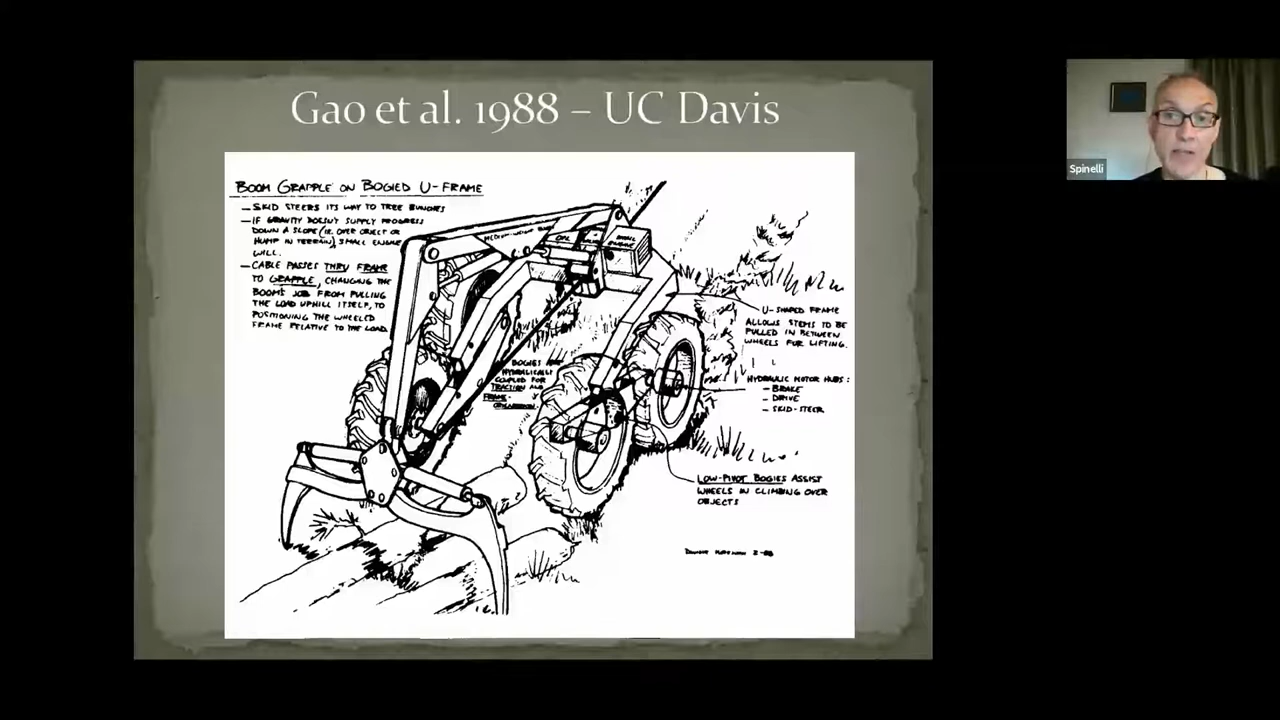 Gao et al. 1988 – UC Davis
BOOM GRAPPLE ON BOGIED U-FRAME
– SKID STEERS ITS WAY TO TREE BUNCHES
– IF GRAVITY DOESN'T SUPPLY PROGRESS
DOWN A SLOPE (IE. OVER OBJECT OR
HUMP IN TERRAIN) SMALL ENGINE
WILL.
– CABLE PASSES THRU FRAME
TO GRAPPLE, CHANGING THE
BOOM'S JOB FROM PULLING
THE LOAD UPHILL ITSELF, TO
POSITIONING THE WHEELED
FRAME RELATIVE TO THE LOAD
SMALL
ENGINE
U-SHAPED FRAME
ALLOWS STEMS TO BE
PULLED IN BETWEEN
WHEELS FOR LIFTING.
BOGIES
HYDRAULICALLY
COUPLED FOR
TRACTION AND
FRAME-
HYDRAULIC MOTOR HUBS:
– BRAKE
– DRIVE
– SKID-STEER
LOW-PIVOT BOGIES ASSIST
WHEELS IN CLIMBING OVER
OBJECTS
Spinelli